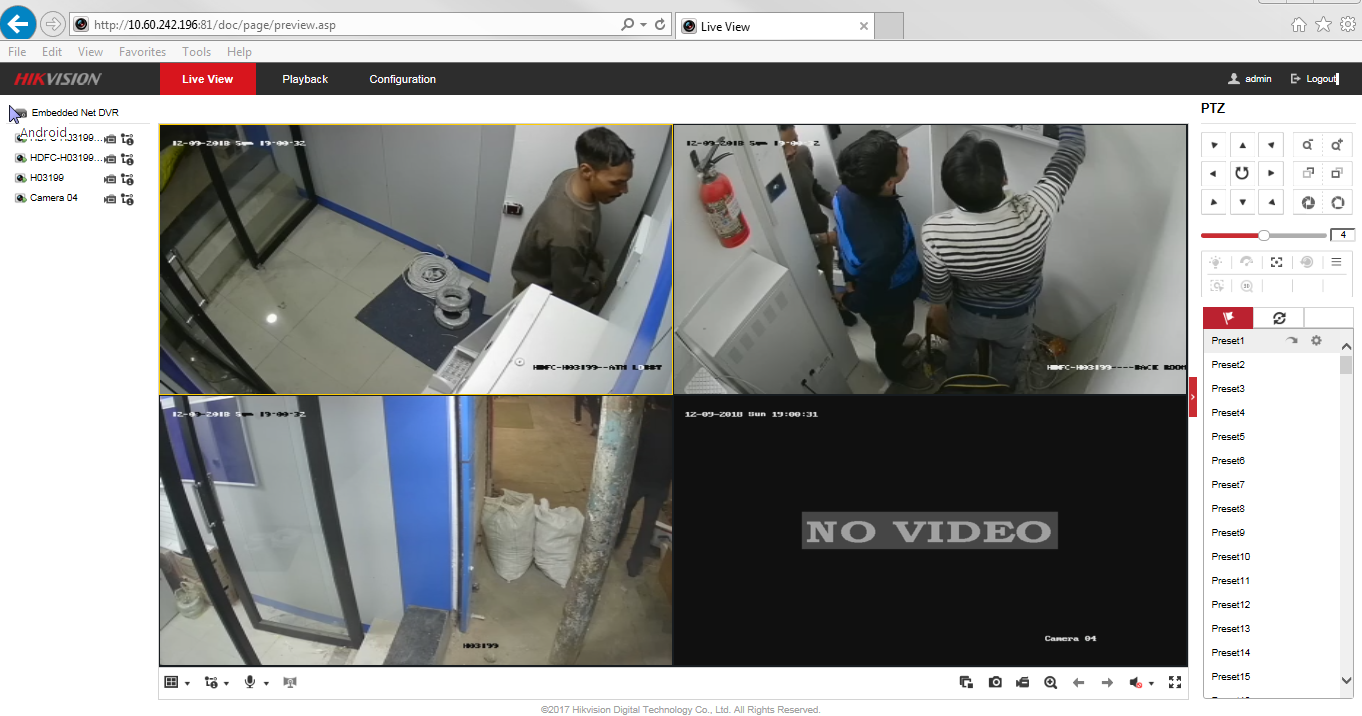 http://10.60.242.196:81/doc/page/preview.asp
Live View
File Edit View Favorites Tools Help
HIKVISION Live View Playback Configuration admin Logout
Embedded Net DVR
Android
H03199...
HDFC-H03199...
H03199
Camera 04
12-09-2018 Sun 19:00:32
HDFC-H03199--ATM LOBBY
12-09-2018 19:00:32
HDFC-H03199----BACK ROOM
12-09-2018 Sun 19:00:32
H03199
12-09-2018 Sun 19:00:31
NO VIDEO
Camera 04
PTZ
4
Preset1
Preset2
Preset3
Preset4
Preset5
Preset6
Preset7
Preset8
Preset9
Preset10
Preset11
Preset12
Preset13
Preset14
Preset15
©2017 Hikvision Digital Technology Co., Ltd. All Rights Reserved.